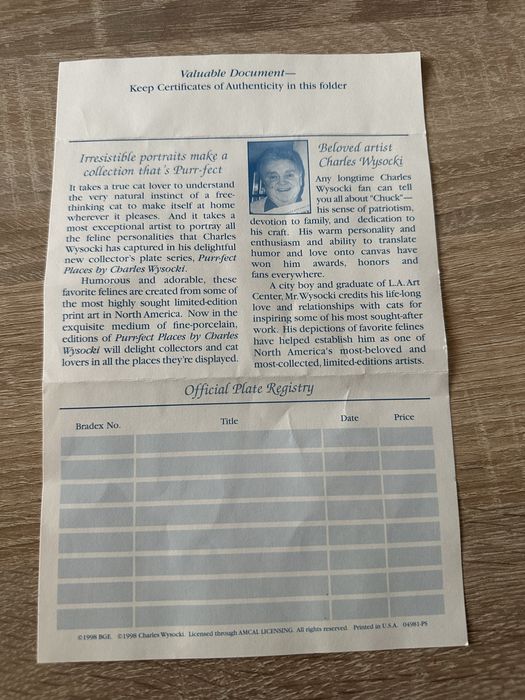 Valuable Document—
Keep Certificates of Authenticity in this folder
Irresistible portraits make a
collection that's Purr-fect
It takes a true cat lover to understand
the very natural instinct of a free-
thinking cat to make itself at home
wherever it pleases. And it takes a
most exceptional artist to portray all
the feline personalities that Charles
Wysocki has captured in his delightful
new collector's plate series, Purr-fect
Places by Charles Wysocki.
Humorous and adorable, these
favorite felines are created from some of
the most highly sought limited-edition
print art in North America. Now in the
exquisite medium of fine-porcelain,
editions of Purr-fect Places by Charles
Wysocki will delight collectors and cat
lovers in all the places they're displayed.
Beloved artist
Charles Wysocki
Any longtime Charles
Wysocki fan can tell
you all about "Chuck"—
his sense of patriotism,
devotion to family, and dedication to
his craft. His warm personality and
enthusiasm and ability to translate
humor and love onto canvas have
won him awards, honors and
fans everywhere.
A city boy and graduate of L.A. Art
Center, Mr. Wysocki credits his life-long
love and relationships with cats for
inspiring some of his most sought-after
work. His depictions of favorite felines
have helped establish him as one of
North America's most-beloved and
most-collected, limited-editions artists.
Official Plate Registry
Bradex No. Title Date Price
©1998 BGE ©1998 Charles Wysocki. Licensed through AMCAL LICENSING. All rights reserved. Printed in U.S.A. 04981-PS